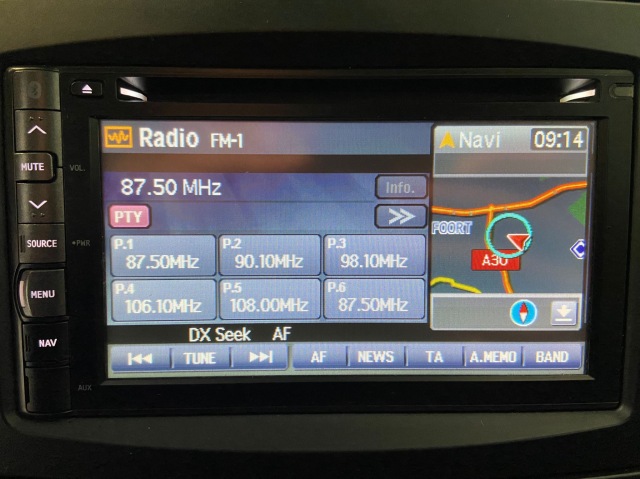 Radio FM-1
Navi 09:14
87.50 MHz Info.
PTY
P.1 P.2 P.3
87.50MHz 90.10MHz 98.10MHz
P.4 P.5 P.6
106.10MHz 108.00MHz 87.50MHz
DX Seek AF
TUNE AF NEWS TA A.MEMO BAND
FOORT
A30
MUTE VOL.
SOURCE PWR
MENU
NAV
AUX